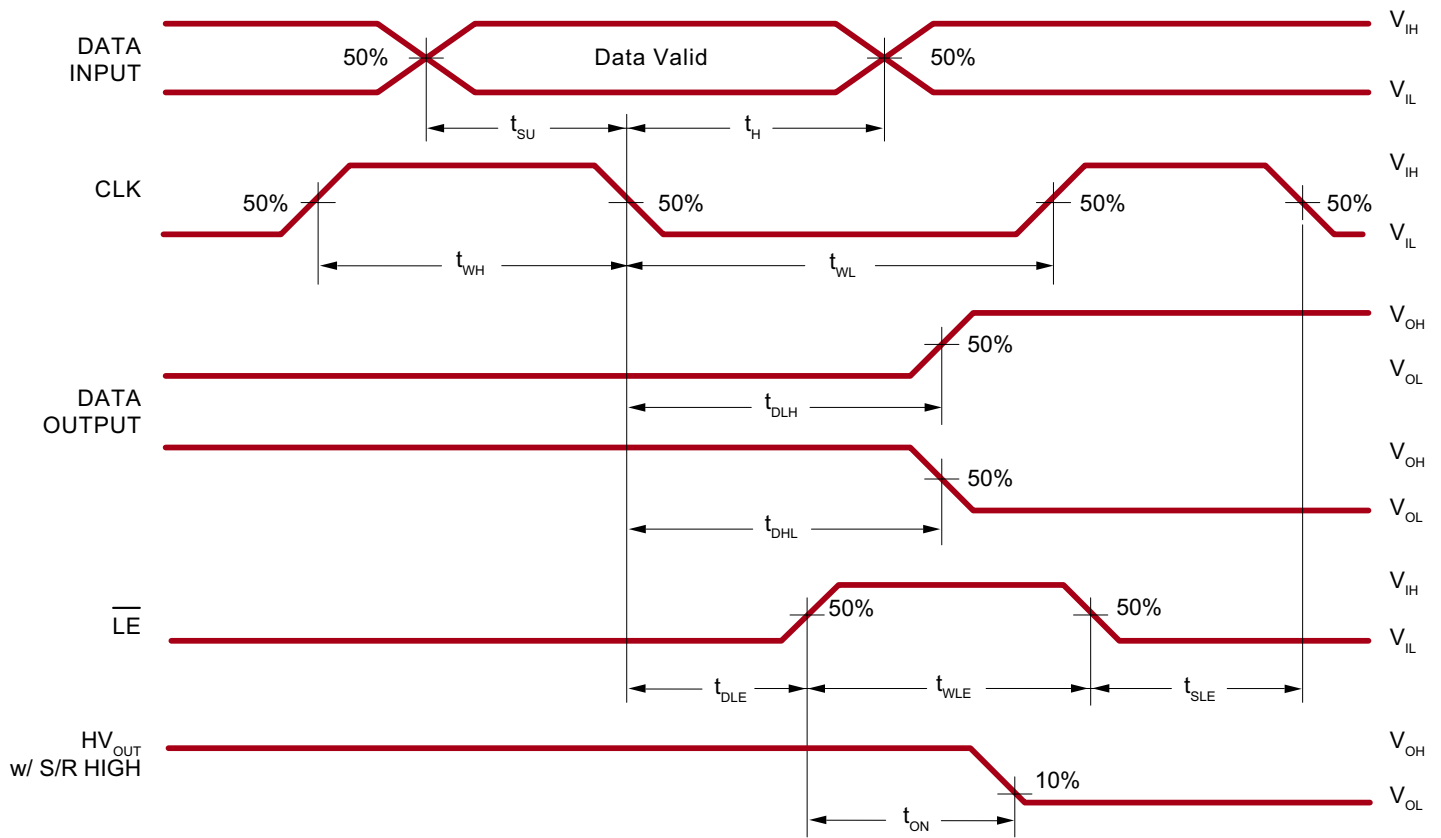 DATA
INPUT
50%
Data Valid
50%
V_IH
V_IL
t_SU
t_H
CLK
50%
50%
50%
50%
V_IH
V_IL
t_WH
t_WL
DATA
OUTPUT
50%
V_OH
V_OL
t_DLH
50%
V_OH
V_OL
t_DHL
LE
50%
50%
V_IH
V_IL
t_DLE
t_WLE
t_SLE
HV_OUT
w/ S/R HIGH
10%
V_OH
V_OL
t_ON